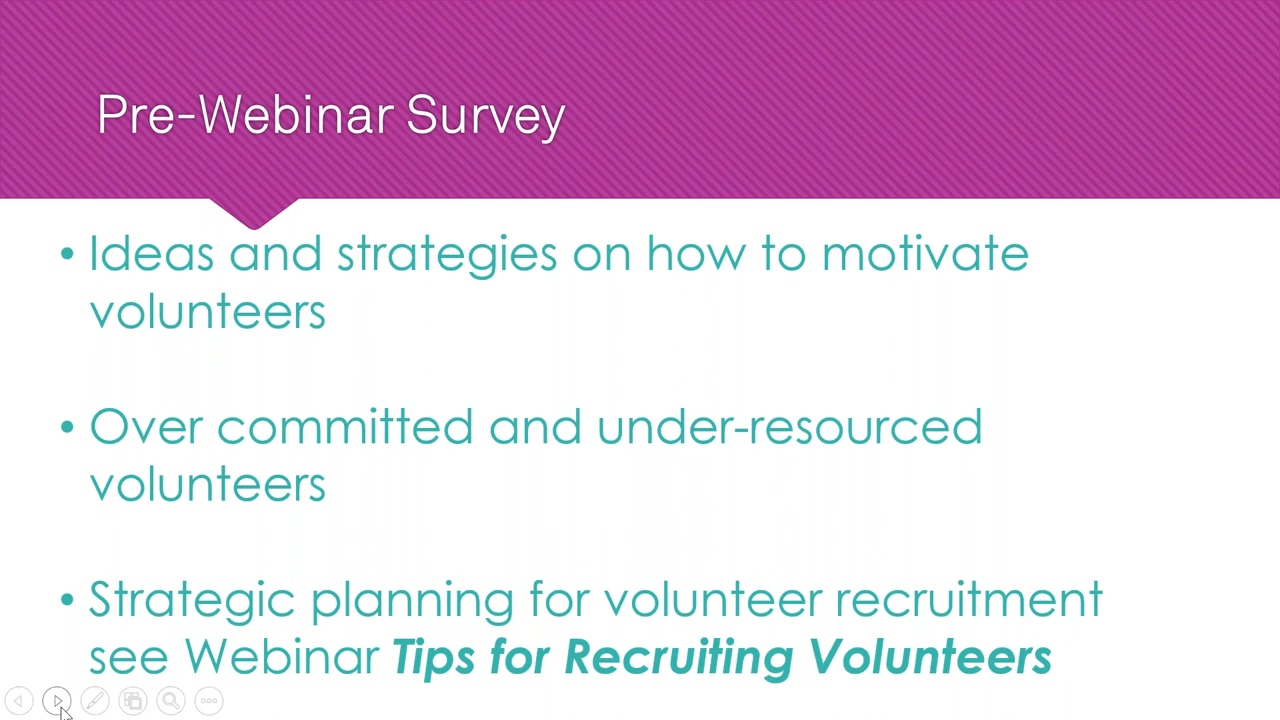 Pre-Webinar Survey
• Ideas and strategies on how to motivate
volunteers
• Over committed and under-resourced
volunteers
• Strategic planning for volunteer recruitment
see Webinar Tips for Recruiting Volunteers